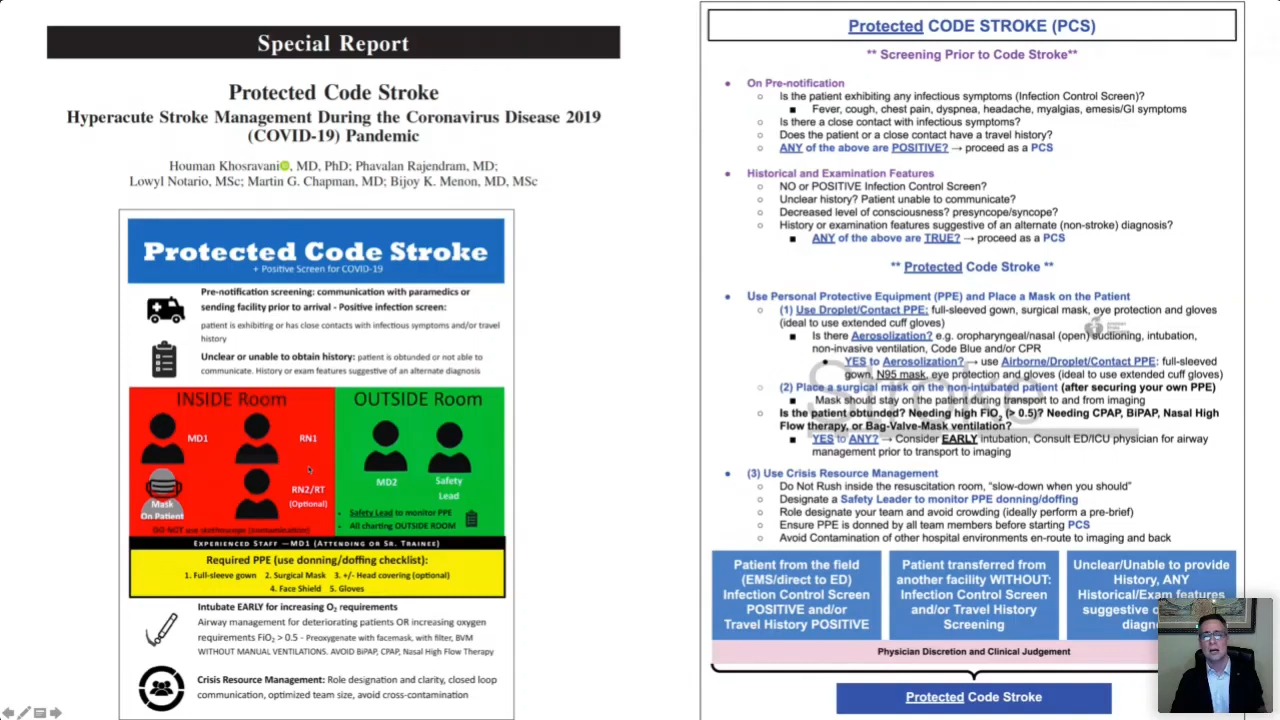 Special Report
Protected Code Stroke
Hyperacute Stroke Management During the Coronavirus Disease 2019
(COVID-19) Pandemic
Houman Khosravani, MD, PhD; Phavalan Rajendram, MD;
Lowyl Notario, MSc; Martin G. Chapman, MD; Bijoy K. Menon, MD, MSc
Protected Code Stroke
+ Positive Screen for COVID-19
Pre-notification screening: communication with paramedics or
sending facility prior to arrival - Positive infection screen:
patient is exhibiting or has close contacts with infectious symptoms and/or travel
history
Unclear or unable to obtain history: patient is obtunded or not able to
communicate. History or exam features suggestive of an alternate diagnosis
INSIDE Room
OUTSIDE Room
MD1
RN1
MD2
Safety
Lead
Mask
On Patient
RN2/RT
(Optional)
• Safety Lead to monitor PPE
• All charting OUTSIDE ROOM
DO NOT use stethoscope (contamination)
EXPERIENCED STAFF —MD1 (ATTENDING OR SR. TRAINEE)
Required PPE (use donning/doffing checklist):
1. Full-sleeve gown 2. Surgical Mask 3. +/- Head covering (optional)
4. Face Shield 5. Gloves
Intubate EARLY for increasing O2 requirements
Airway management for deteriorating patients OR increasing oxygen
requirements FiO2 > 0.5 - Preoxygenate with facemask, with filter, BVM
WITHOUT MANUAL VENTILATIONS. AVOID BiPAP, CPAP, Nasal High Flow Therapy
Crisis Resource Management: Role designation and clarity, closed loop
communication, optimized team size, avoid cross-contamination
Protected CODE STROKE (PCS)
** Screening Prior to Code Stroke**
● On Pre-notification
○ Is the patient exhibiting any infectious symptoms (Infection Control Screen)?
■ Fever, cough, chest pain, dyspnea, headache, myalgias, emesis/GI symptoms
○ Is there a close contact with infectious symptoms?
○ Does the patient or a close contact have a travel history?
○ ANY of the above are POSITIVE? → proceed as a PCS
● Historical and Examination Features
○ NO or POSITIVE Infection Control Screen?
○ Unclear history? Patient unable to communicate?
○ Decreased level of consciousness? presyncope/syncope?
○ History or examination features suggestive of an alternate (non-stroke) diagnosis?
■ ANY of the above are TRUE? → proceed as a PCS
** Protected Code Stroke **
● Use Personal Protective Equipment (PPE) and Place a Mask on the Patient
○ (1) Use Droplet/Contact PPE: full-sleeved gown, surgical mask, eye protection and gloves
(ideal to use extended cuff gloves)
■ Is there Aerosolization? e.g. oropharyngeal/nasal (open) suctioning, intubation,
non-invasive ventilation, Code Blue and/or CPR
● YES to Aerosolization? → use Airborne/Droplet/Contact PPE: full-sleeved
gown, N95 mask, eye protection and gloves (ideal to use extended cuff gloves)
○ (2) Place a surgical mask on the non-intubated patient (after securing your own PPE)
■ Mask should stay on the patient during transport to and from imaging
○ Is the patient obtunded? Needing high FiO2 (> 0.5)? Needing CPAP, BiPAP, Nasal High
Flow therapy, or Bag-Valve-Mask ventilation?
■ YES to ANY? → Consider EARLY intubation, Consult ED/ICU physician for airway
management prior to transport to imaging
Stroke
● (3) Use Crisis Resource Management
○ Do Not Rush inside the resuscitation room, “slow-down when you should”
○ Designate a Safety Leader to monitor PPE donning/doffing
○ Role designate your team and avoid crowding (ideally perform a pre-brief)
○ Ensure PPE is donned by all team members before starting PCS
○ Avoid Contamination of other hospital environments en-route to imaging and back
Patient from the field
(EMS/direct to ED)
Infection Control Screen
POSITIVE and/or
Travel History POSITIVE
Patient transferred from
another facility WITHOUT:
Infection Control Screen
and/or Travel History
Screening
Unclear/Unable to provide
History, ANY
Historical/Exam features
suggestive
Physician Discretion and Clinical Judgement
Protected Code Stroke